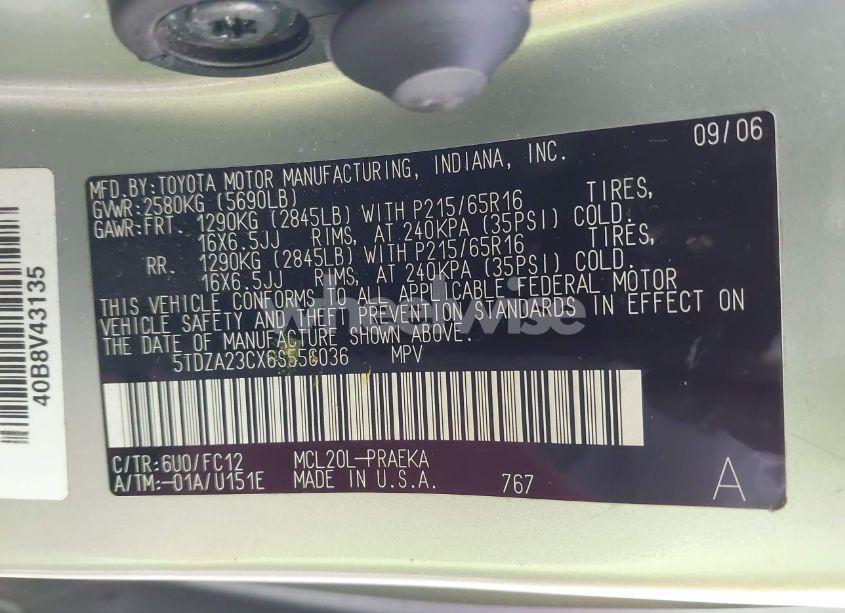 09/06
MFD.BY:TOYOTA MOTOR MANUFACTURING, INDIANA, INC.
GVWR:2580KG (5690LB)
GAWR:FRT. 1290KG (2845LB) WITH P215/65R16 TIRES,
16X6.5JJ RIMS, AT 240KPA (35PSI) COLD.
RR. 1290KG (2845LB) WITH P215/65R16 TIRES,
16X6.5JJ RIMS, AT 240KPA (35PSI) COLD.
THIS VEHICLE CONFORMS TO ALL APPLICABLE FEDERAL MOTOR
VEHICLE SAFETY AND THEFT PREVENTION STANDARDS IN EFFECT ON
THE DATE OF MANUFACTURE SHOWN ABOVE.
5TDZA23CX6S556036 MPV
C/TR:6U0/FC12 MCL20L-PRAEKA
A/TM:-01A/U151E MADE IN U.S.A. 767 A
40B8V43135
wheelwise